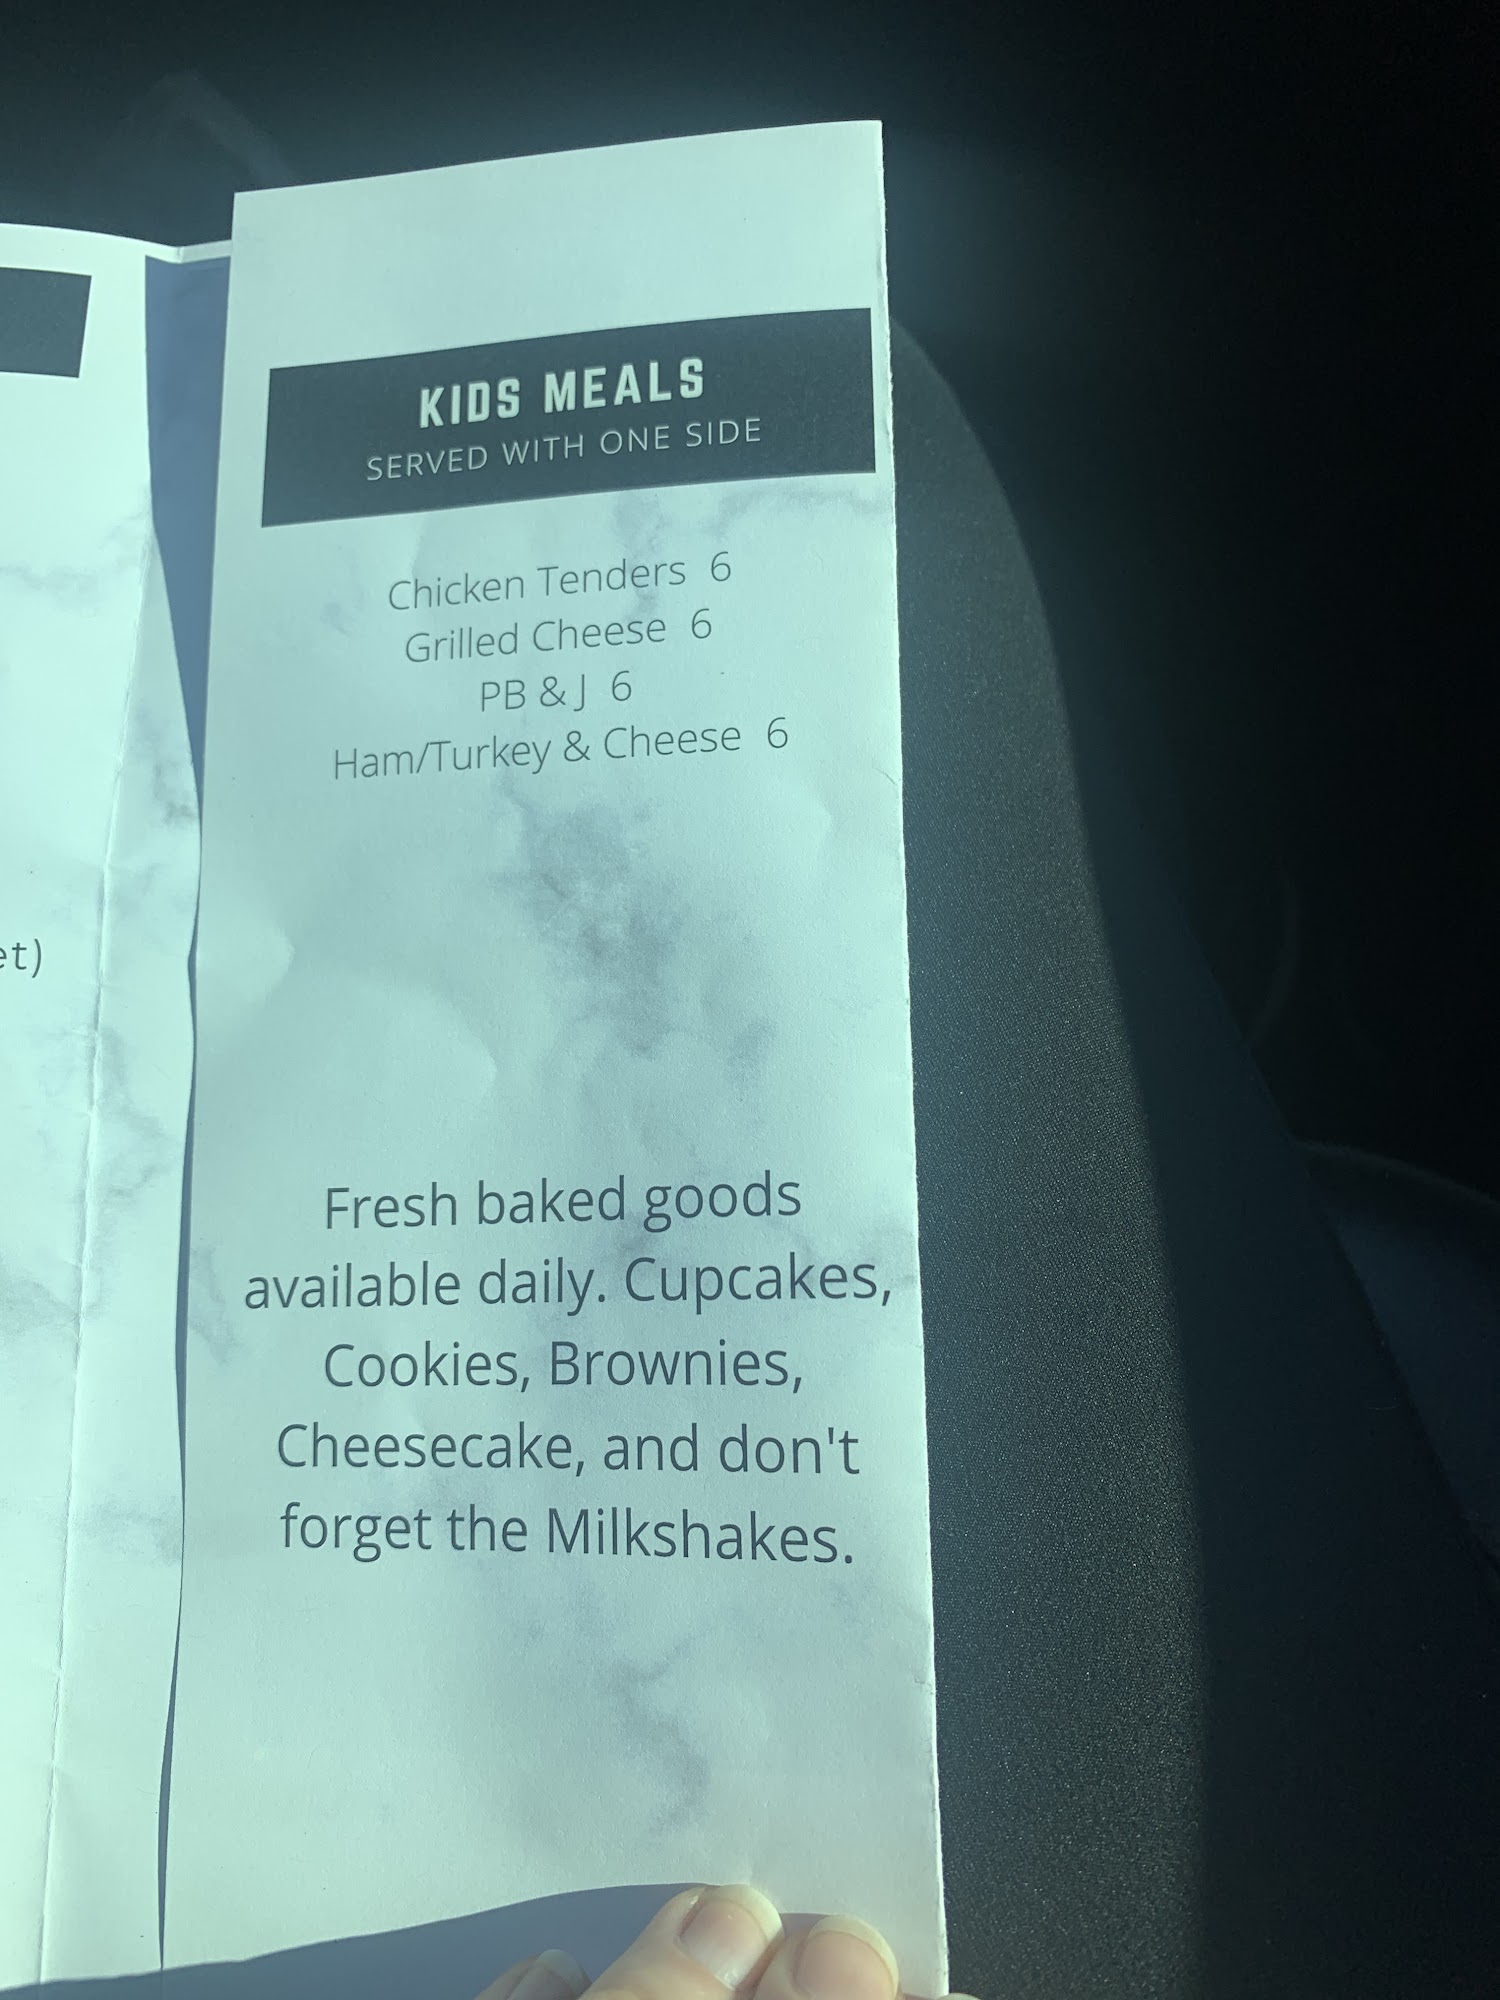 KIDS MEALS
SERVED WITH ONE SIDE
Chicken Tenders 6
Grilled Cheese 6
PB & J 6
Ham/Turkey & Cheese 6
Fresh baked goods
available daily. Cupcakes,
Cookies, Brownies,
Cheesecake, and don't
forget the Milkshakes.